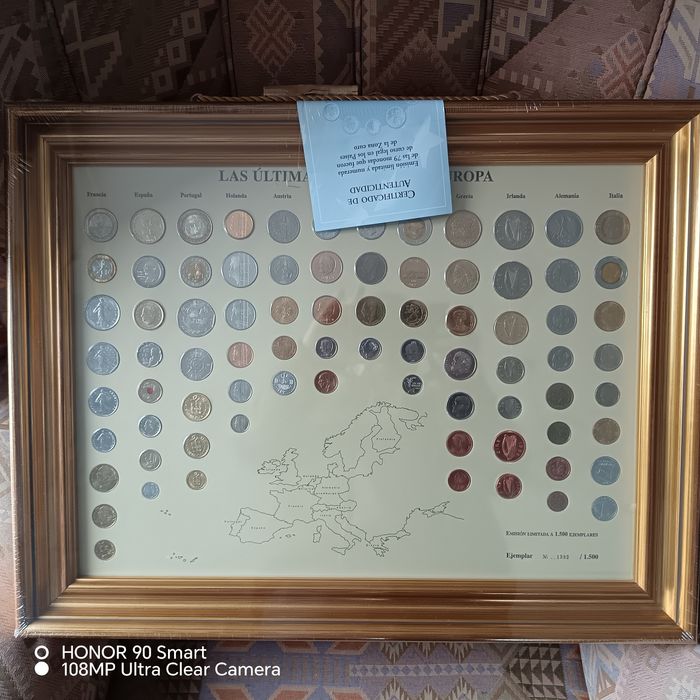 CERTIFICADO DE
AUTENTICIDAD
Emisión limitada y numerada
de las 79 monedas que fueron
de curso legal en los Países
de la Zona euro
LAS ÚLTIMA
UROPA
Francia España Portugal Holanda Austria Grecia Irlanda Alemania Italia
EMISIÓN LIMITADA A 1.500 EJEMPLARES
Ejemplar № / 1.500
HONOR 90 Smart
108MP Ultra Clear Camera